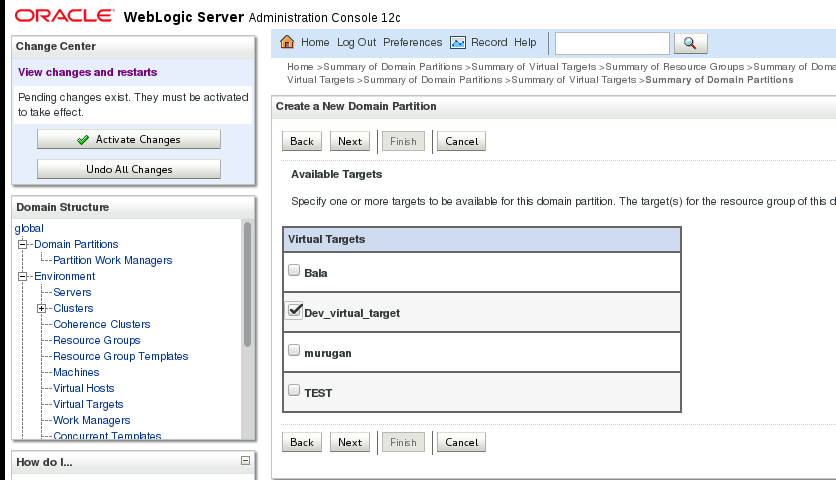 ORACLE WebLogic Server Administration Console 12c
Change Center
View changes and restarts
Pending changes exist. They must be activated
to take effect.
Activate Changes
Undo All Changes
Domain Structure
global
Domain Partitions
Partition Work Managers
Environment
Servers
Clusters
Coherence Clusters
Resource Groups
Resource Group Templates
Machines
Virtual Hosts
Virtual Targets
Work Managers
Concurrent Templates
How do I...
Home Log Out Preferences Record Help
Home >Summary of Domain Partitions >Summary of Virtual Targets >Summary of Resource Groups >Summary of Doma
Virtual Targets >Summary of Domain Partitions >Summary of Virtual Targets >Summary of Domain Partitions
Create a New Domain Partition
Back Next Finish Cancel
Available Targets
Specify one or more targets to be available for this domain partition. The target(s) for the resource group of this d
Virtual Targets
Bala
Dev_virtual_target
murugan
TEST
Back Next Finish Cancel